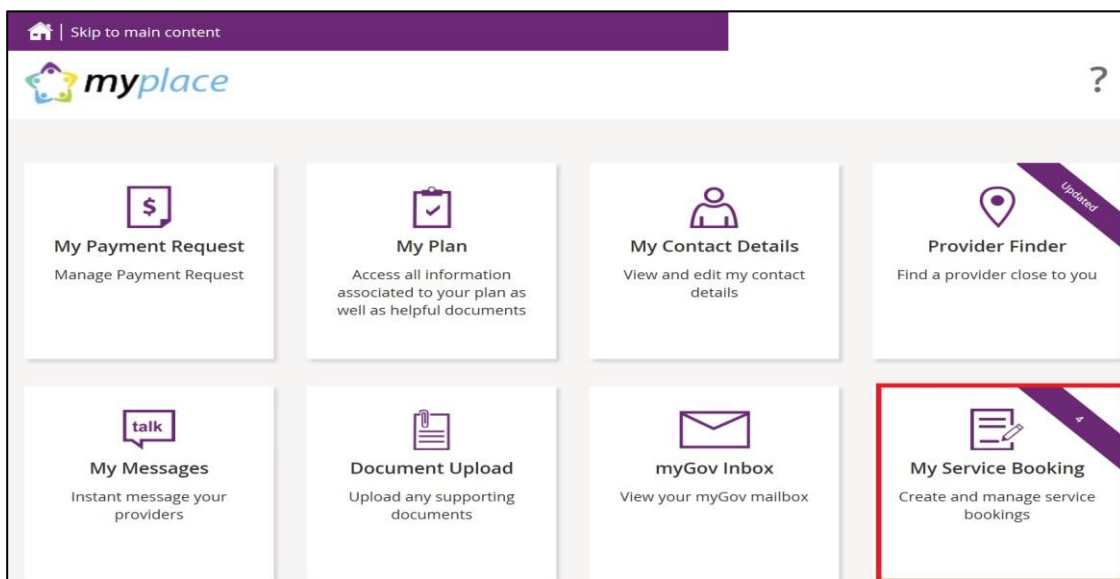 Skip to main content
myplace
?
$
My Payment Request
Manage Payment Request
My Plan
Access all information
associated to your plan as
well as helpful documents
My Contact Details
View and edit my contact
details
Updated
Provider Finder
Find a provider close to you
talk
My Messages
Instant message your
providers
Document Upload
Upload any supporting
documents
myGov Inbox
View your myGov mailbox
4
My Service Booking
Create and manage service
bookings